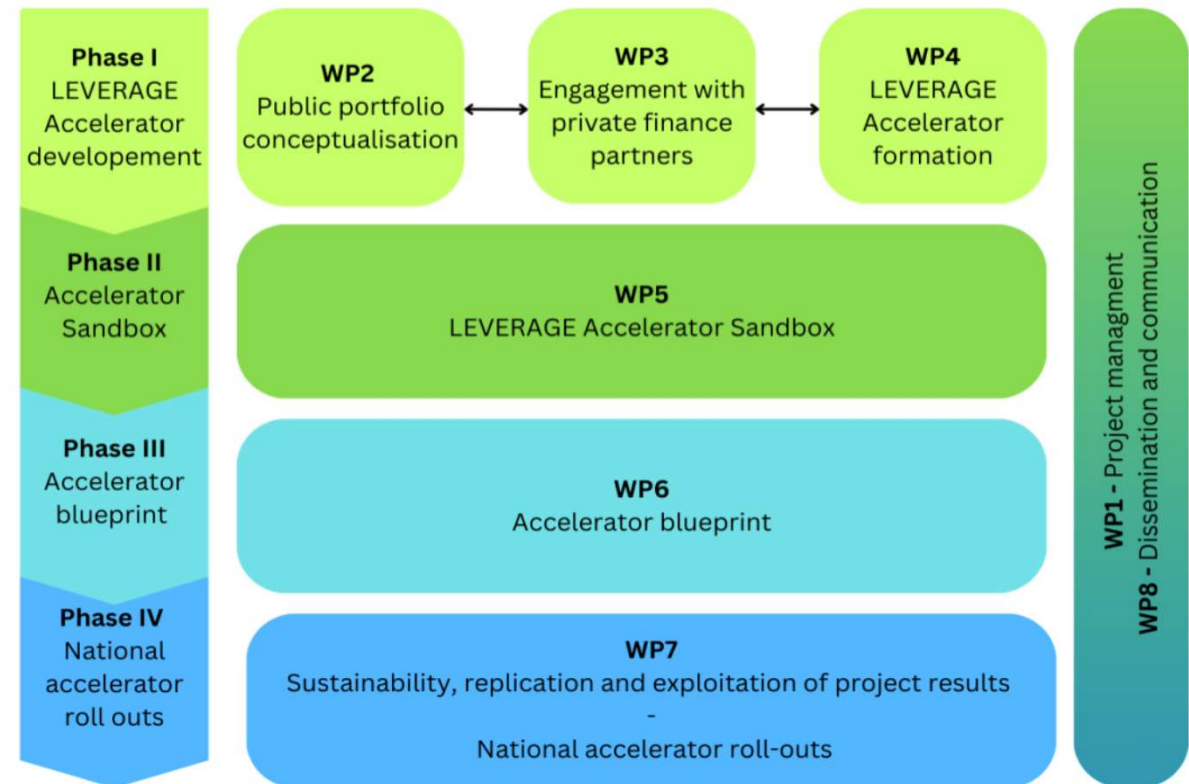 Phase I
LEVERAGE
Accelerator
developement
WP2
Public portfolio
conceptualisation
WP3
Engagement with
private finance
partners
WP4
LEVERAGE
Accelerator
formation
Phase II
Accelerator
Sandbox
WP5
LEVERAGE Accelerator Sandbox
Phase III
Accelerator
blueprint
WP6
Accelerator blueprint
Phase IV
National
accelerator
roll outs
WP7
Sustainability, replication and exploitation of project results
-
National accelerator roll-outs
WP1 - Project managment
WP8 - Dissemination and communication